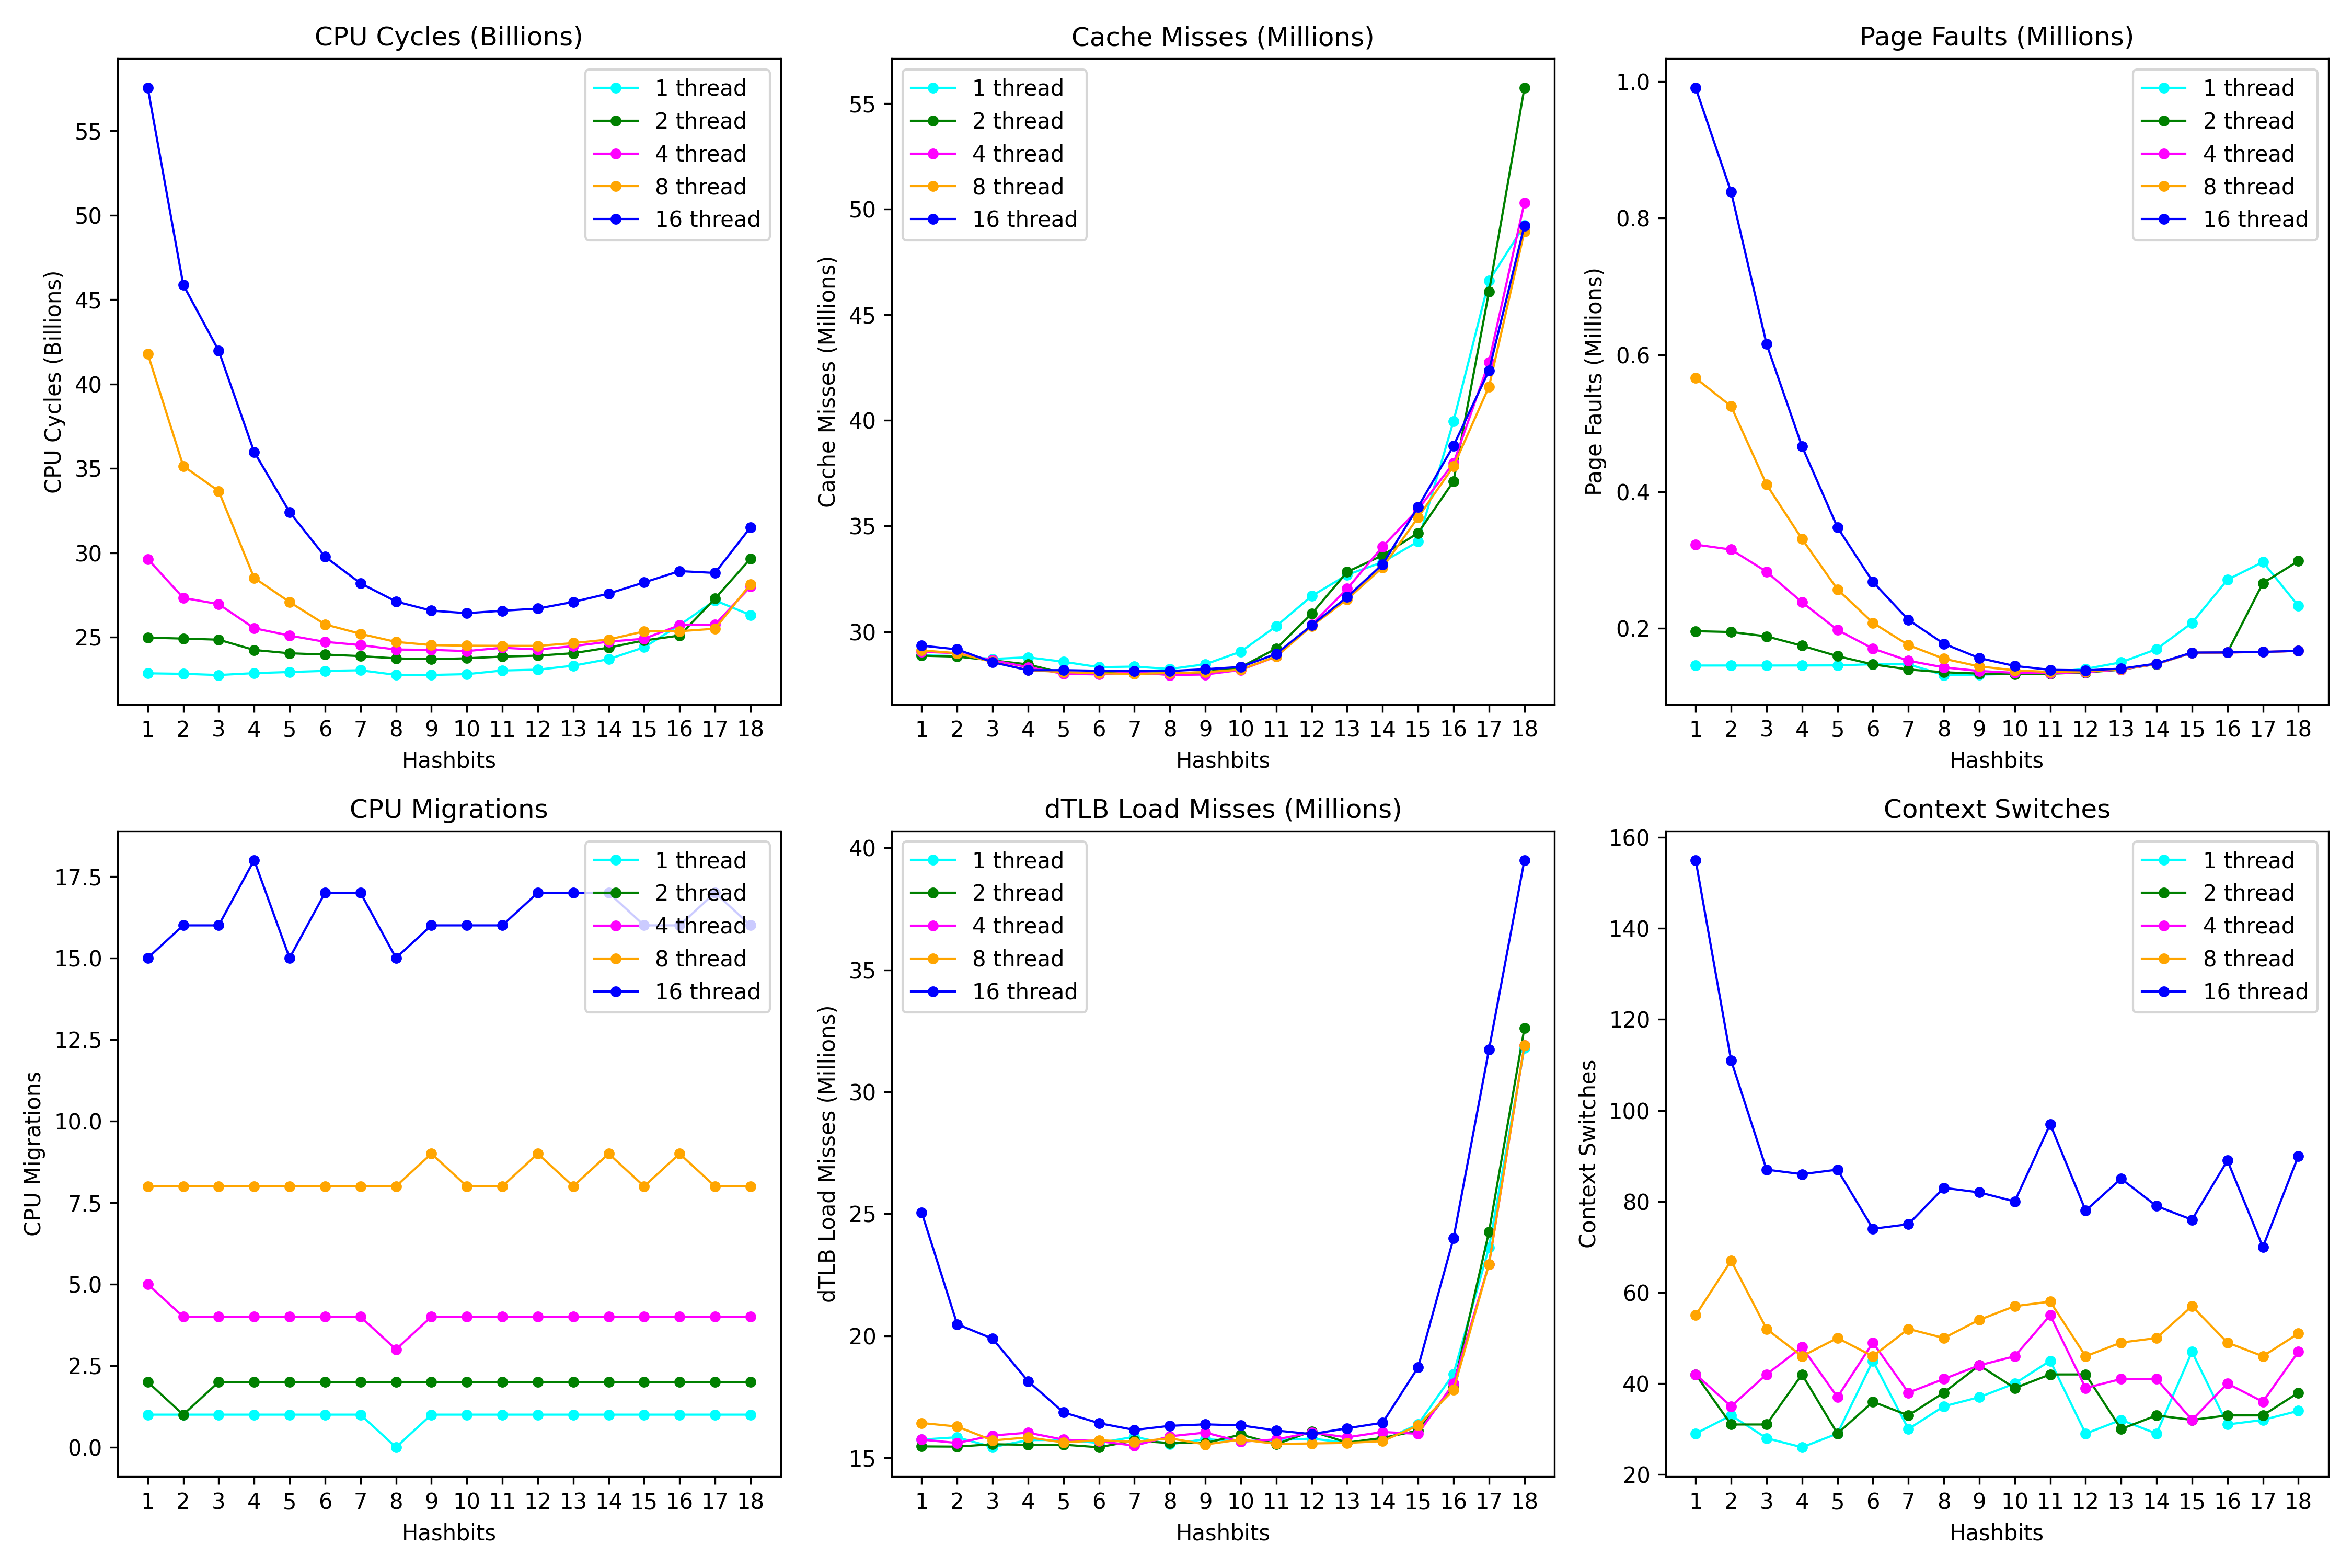 CPU Cycles (Billions)
CPU Cycles (Billions)
55
50
45
40
35
30
25
1 thread
2 thread
4 thread
8 thread
16 thread
1 2 3 4 5 6 7 8 9 10 11 12 13 14 15 16 17 18
Hashbits
Cache Misses (Millions)
Cache Misses (Millions)
55
50
45
40
35
30
1 thread
2 thread
4 thread
8 thread
16 thread
1 2 3 4 5 6 7 8 9 10 11 12 13 14 15 16 17 18
Hashbits
Page Faults (Millions)
Page Faults (Millions)
1.0
0.8
0.6
0.4
0.2
1 thread
2 thread
4 thread
8 thread
16 thread
1 2 3 4 5 6 7 8 9 10 11 12 13 14 15 16 17 18
Hashbits
CPU Migrations
CPU Migrations
17.5
15.0
12.5
10.0
7.5
5.0
2.5
0.0
1 thread
2 thread
4 thread
8 thread
16 thread
1 2 3 4 5 6 7 8 9 10 11 12 13 14 15 16 17 18
Hashbits
dTLB Load Misses (Millions)
dTLB Load Misses (Millions)
40
35
30
25
20
15
1 thread
2 thread
4 thread
8 thread
16 thread
1 2 3 4 5 6 7 8 9 10 11 12 13 14 15 16 17 18
Hashbits
Context Switches
Context Switches
160
140
120
100
80
60
40
20
1 thread
2 thread
4 thread
8 thread
16 thread
1 2 3 4 5 6 7 8 9 10 11 12 13 14 15 16 17 18
Hashbits